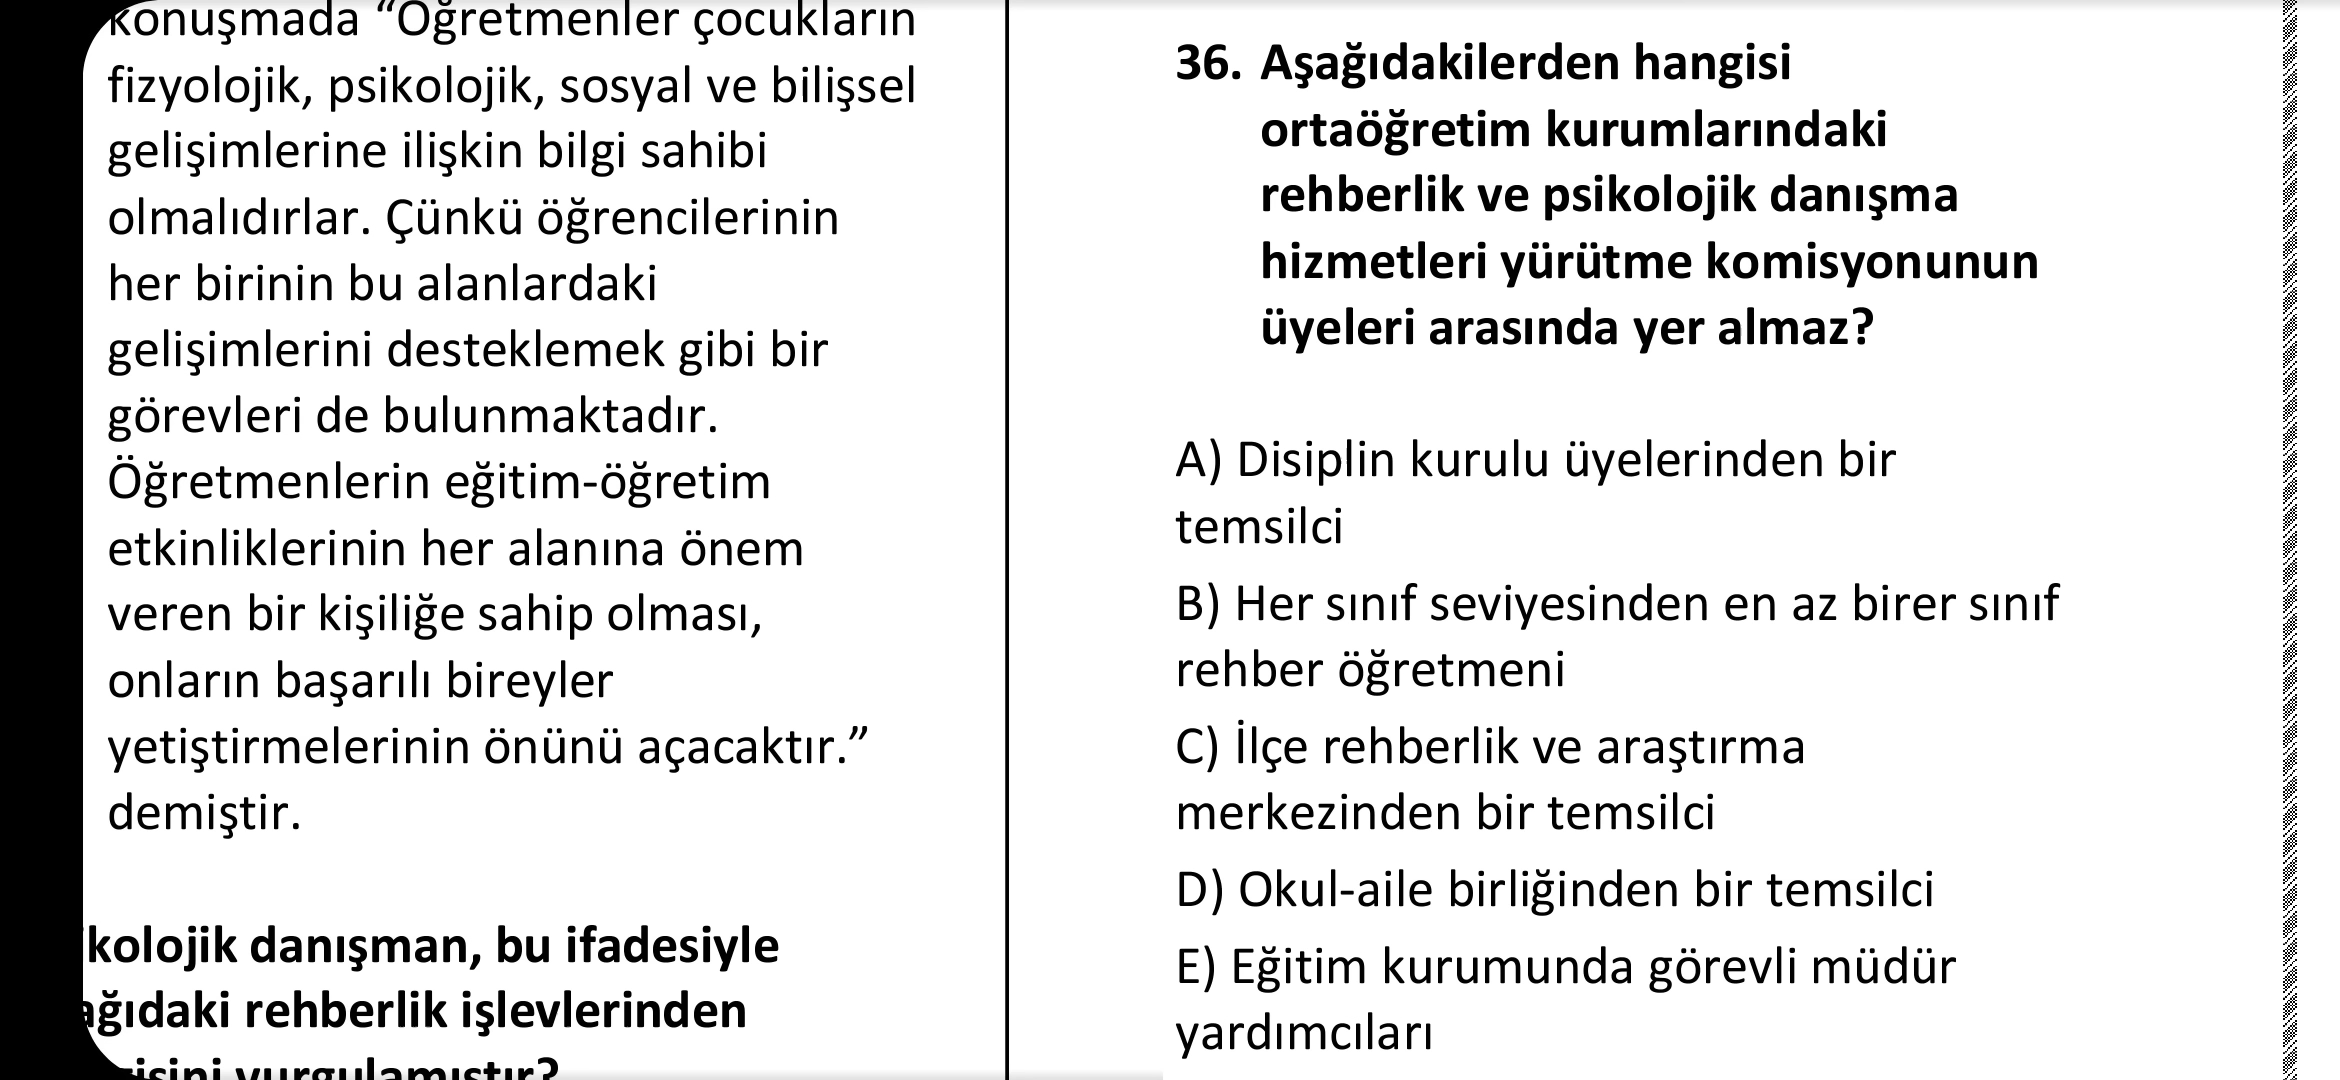 konuşmada “Öğretmenler çocukların
fizyolojik, psikolojik, sosyal ve bilişsel
gelişimlerine ilişkin bilgi sahibi
olmalıdırlar. Çünkü öğrencilerinin
her birinin bu alanlardaki
gelişimlerini desteklemek gibi bir
görevleri de bulunmaktadır.
Öğretmenlerin eğitim-öğretim
etkinliklerinin her alanına önem
veren bir kişiliğe sahip olması,
onların başarılı bireyler
yetiştirmelerinin önünü açacaktır.”
demiştir.
kolojik danışman, bu ifadesiyle
ağıdaki rehberlik işlevlerinden
gisini vurgulamıştır?
36. Aşağıdakilerden hangisi
ortaöğretim kurumlarındaki
rehberlik ve psikolojik danışma
hizmetleri yürütme komisyonunun
üyeleri arasında yer almaz?
A) Disiplin kurulu üyelerinden bir
temsilci
B) Her sınıf seviyesinden en az birer sınıf
rehber öğretmeni
C) İlçe rehberlik ve araştırma
merkezinden bir temsilci
D) Okul-aile birliğinden bir temsilci
E) Eğitim kurumunda görevli müdür
yardımcıları